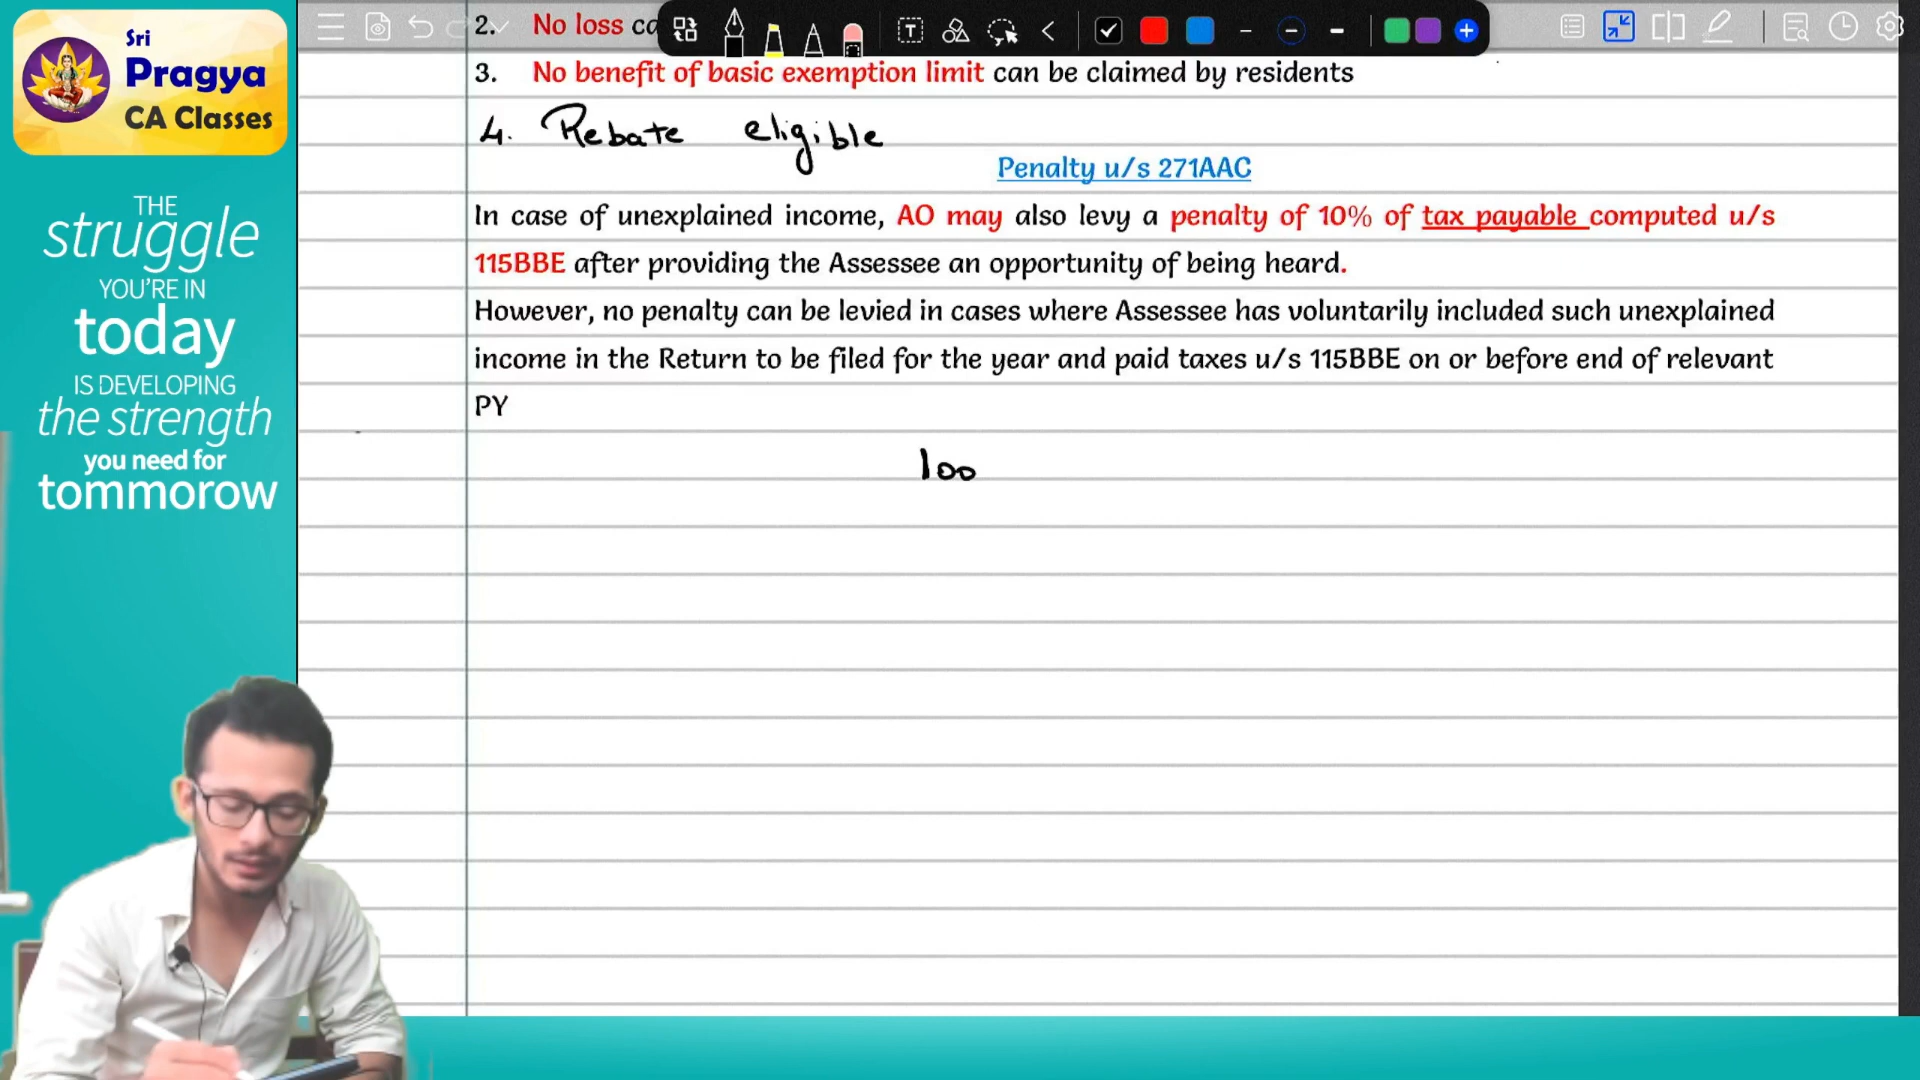 Sri
Pragya
CA Classes
THE
struggle
YOU'RE IN
today
IS DEVELOPING
the strength
you need for
tommorow
2. No loss ca
3. No benefit of basic exemption limit can be claimed by residents
4. Rebate eligible
Penalty u/s 271AAC
In case of unexplained income, AO may also levy a penalty of 10% of tax payable computed u/s
115BBE after providing the Assessee an opportunity of being heard.
However, no penalty can be levied in cases where Assessee has voluntarily included such unexplained
income in the Return to be filed for the year and paid taxes u/s 115BBE on or before end of relevant
PY
100